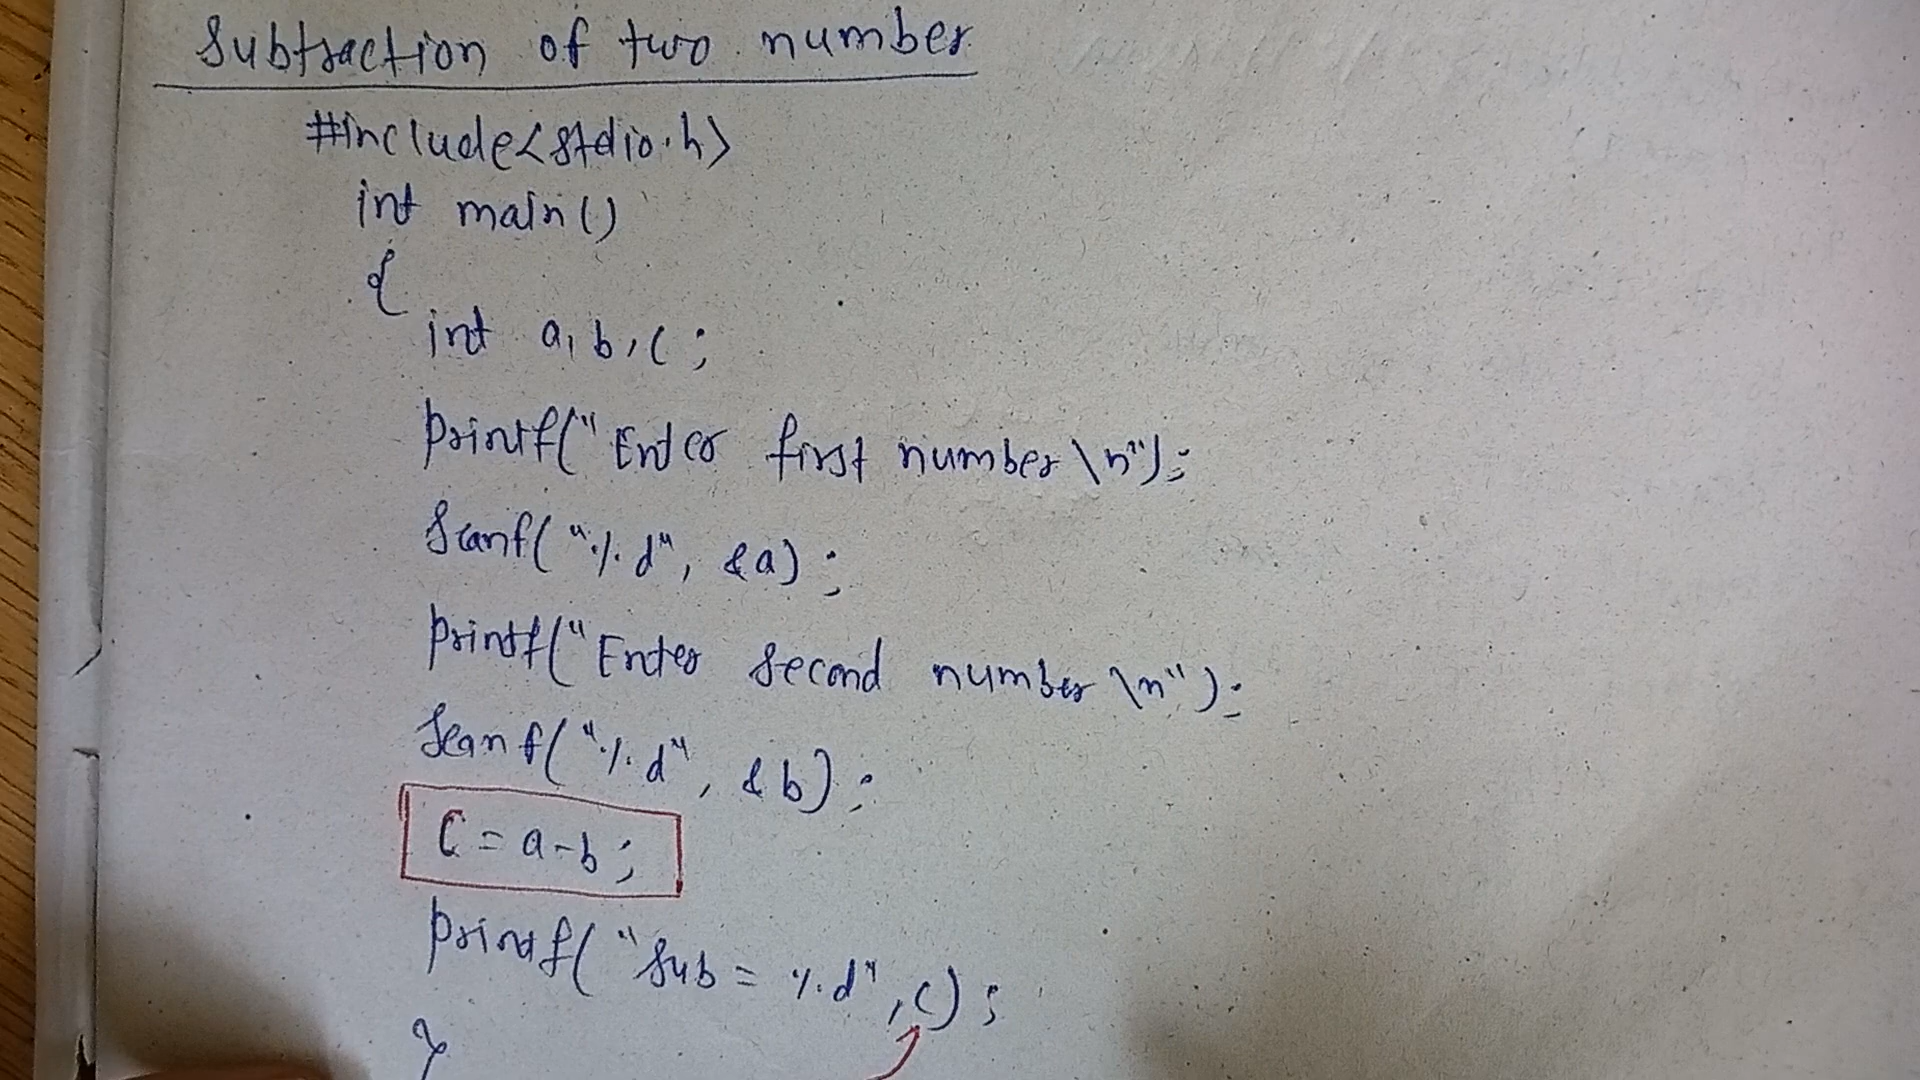 Subtraction of two number
#include<stdio.h>
int main()
{
int a,b,c;
printf("Enter first number\n");
Scanf("%d", &a);
printf("Enter second number\n");
Scanf("%d", &b);
C=a-b;
printf("Sub = %d",c);
}